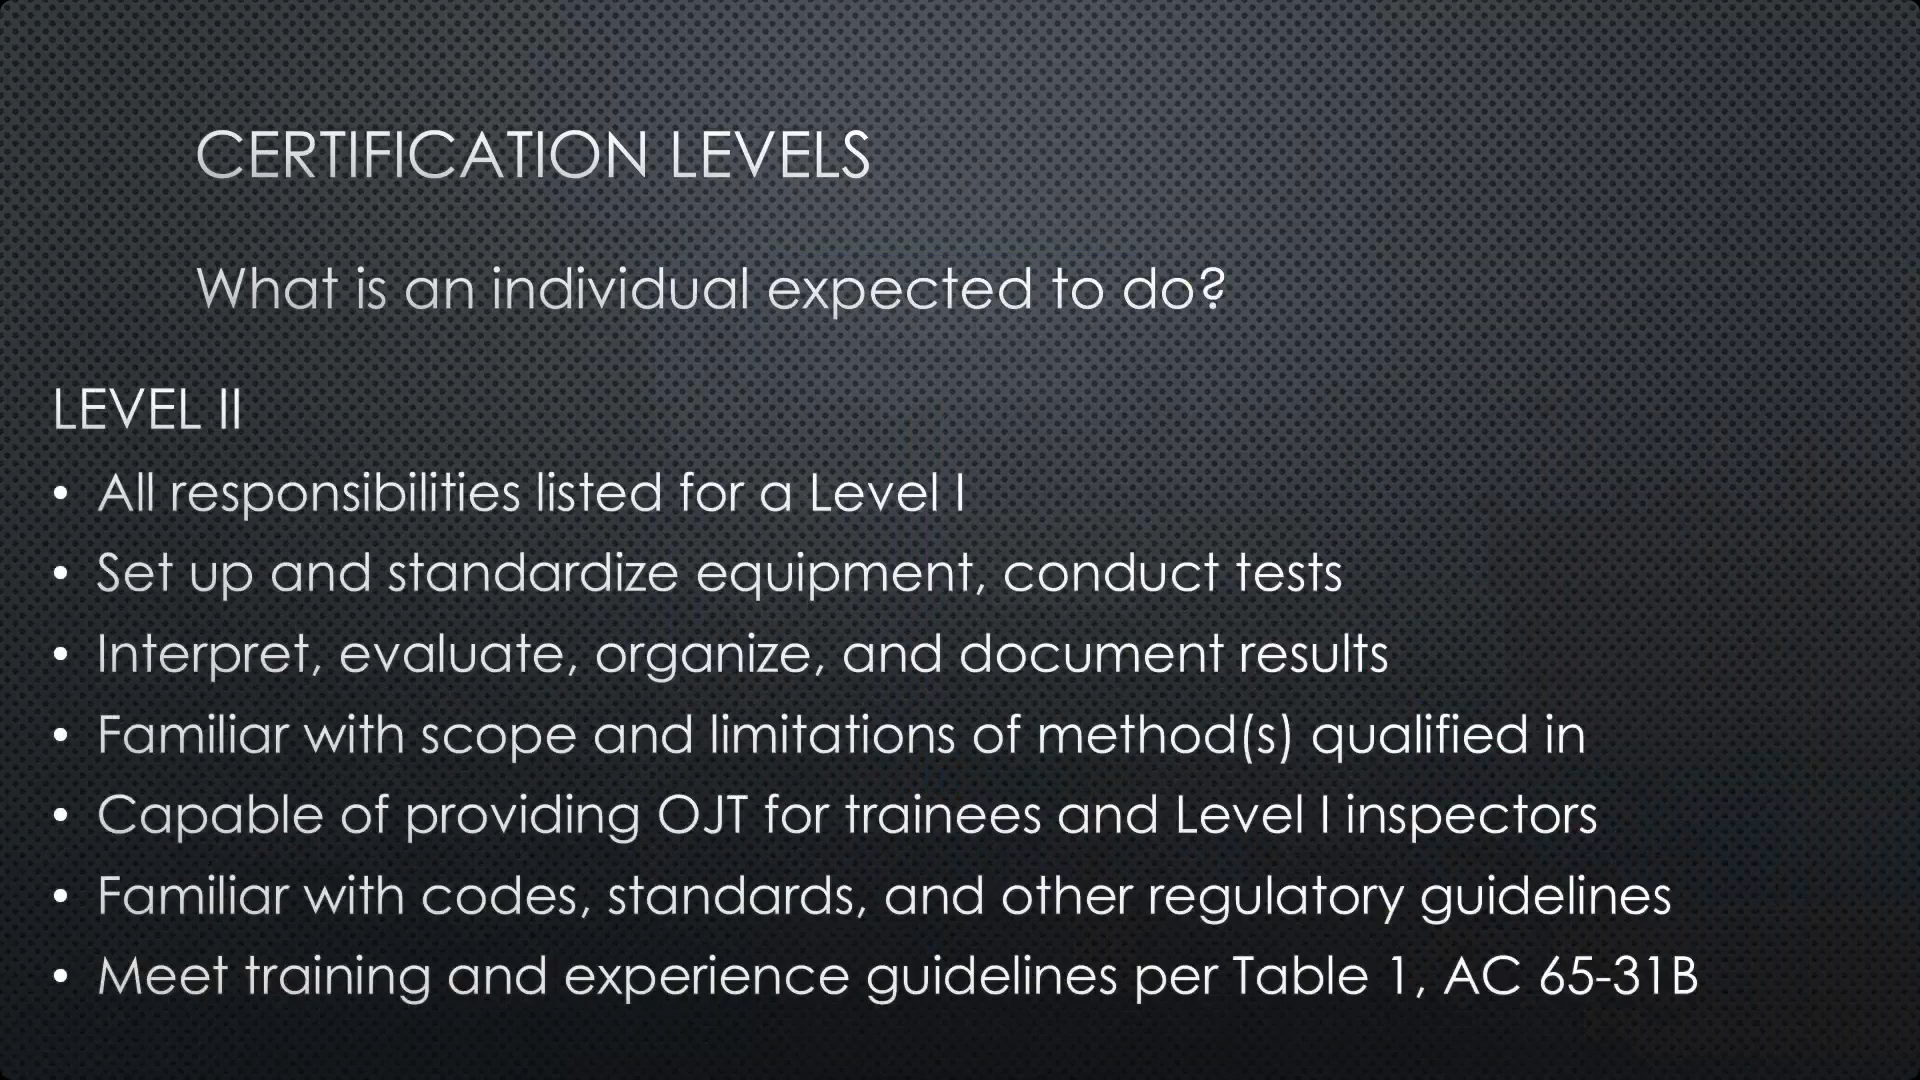 CERTIFICATION LEVELS
What is an individual expected to do?
LEVEL II
• All responsibilities listed for a Level I
• Set up and standardize equipment, conduct tests
• Interpret, evaluate, organize, and document results
• Familiar with scope and limitations of method(s) qualified in
• Capable of providing OJT for trainees and Level I inspectors
• Familiar with codes, standards, and other regulatory guidelines
• Meet training and experience guidelines per Table 1, AC 65-31B